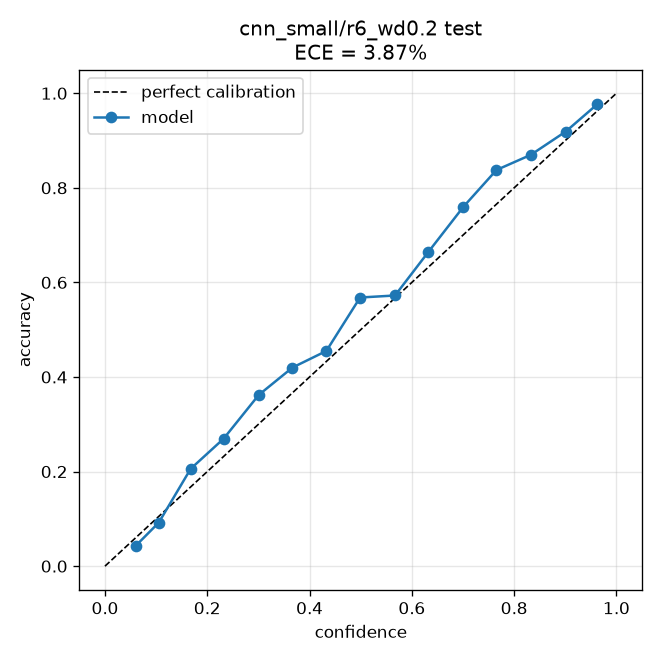 cnn_small/r6_wd0.2 test
ECE = 3.87%
perfect calibration
model
accuracy
1.0
0.8
0.6
0.4
0.2
0.0
0.0 0.2 0.4 0.6 0.8 1.0
confidence